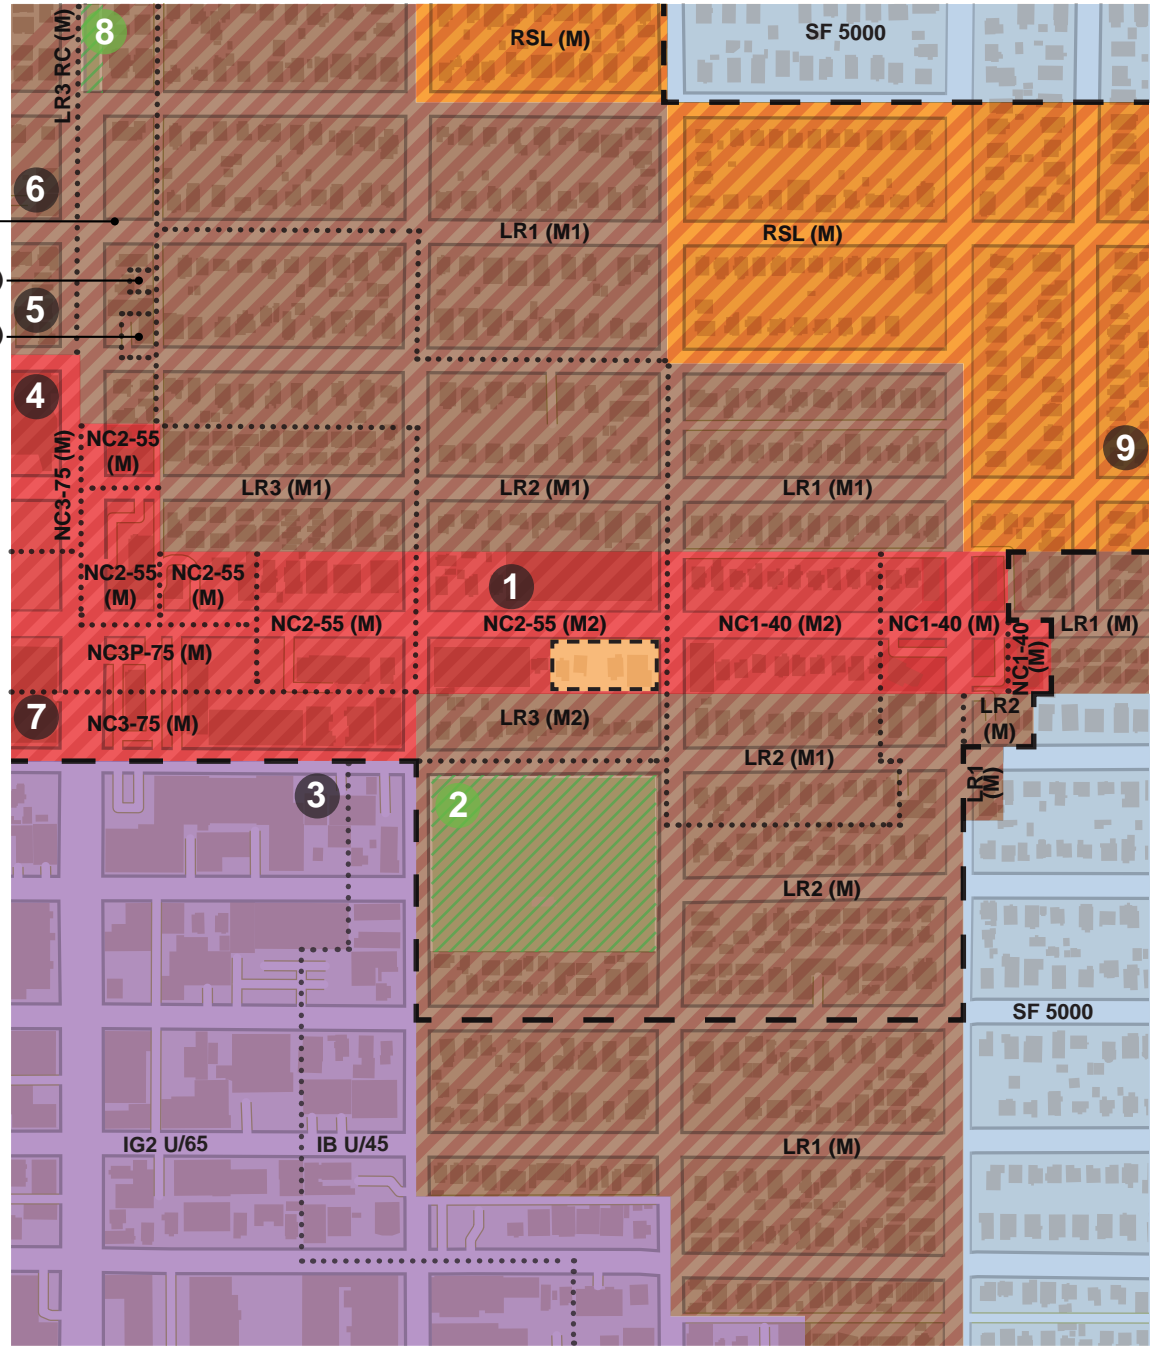 8
LR3 RC (M)
RSL (M)
SF 5000
6
LR1 (M1)
RSL (M)
5
4
NC3-75 (M)
NC2-55
(M)
9
LR3 (M1)
LR2 (M1)
LR1 (M1)
NC2-55
(M)
NC2-55
(M)
1
NC2-55 (M)
NC2-55 (M2)
NC1-40 (M2)
NC1-40 (M)
NC1-40
(M)
LR1 (M)
NC3P-75 (M)
7
NC3-75 (M)
LR3 (M2)
LR2
(M)
LR2 (M1)
LR1
(M)
3
2
LR2 (M)
SF 5000
IG2 U/65
IB U/45
LR1 (M)